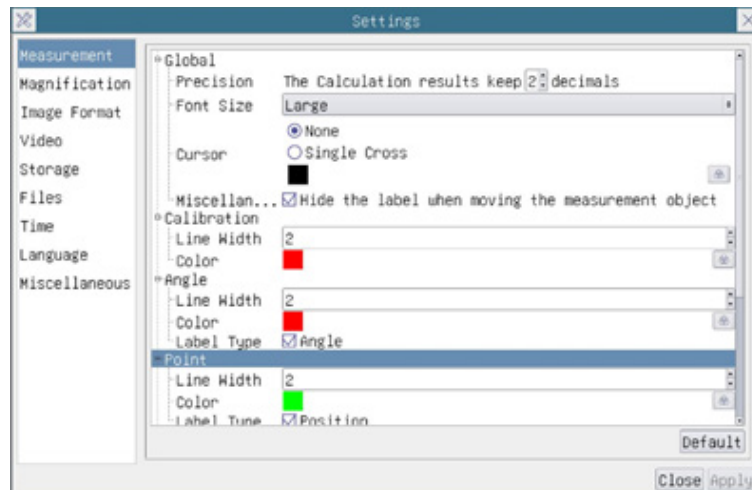 Settings
Measurement
Magnification
Image Format
Video
Storage
Files
Time
Language
Miscellaneous
Global
Precision The Calculation results keep 2 decimals
Font Size Large
None
Cursor Single Cross
Miscellan... Hide the label when moving the measurement object
Calibration
Line Width 2
Color
Angle
Line Width 2
Color
Label Type Angle
Point
Line Width 2
Color
Label Type Position
Default
Close Apply